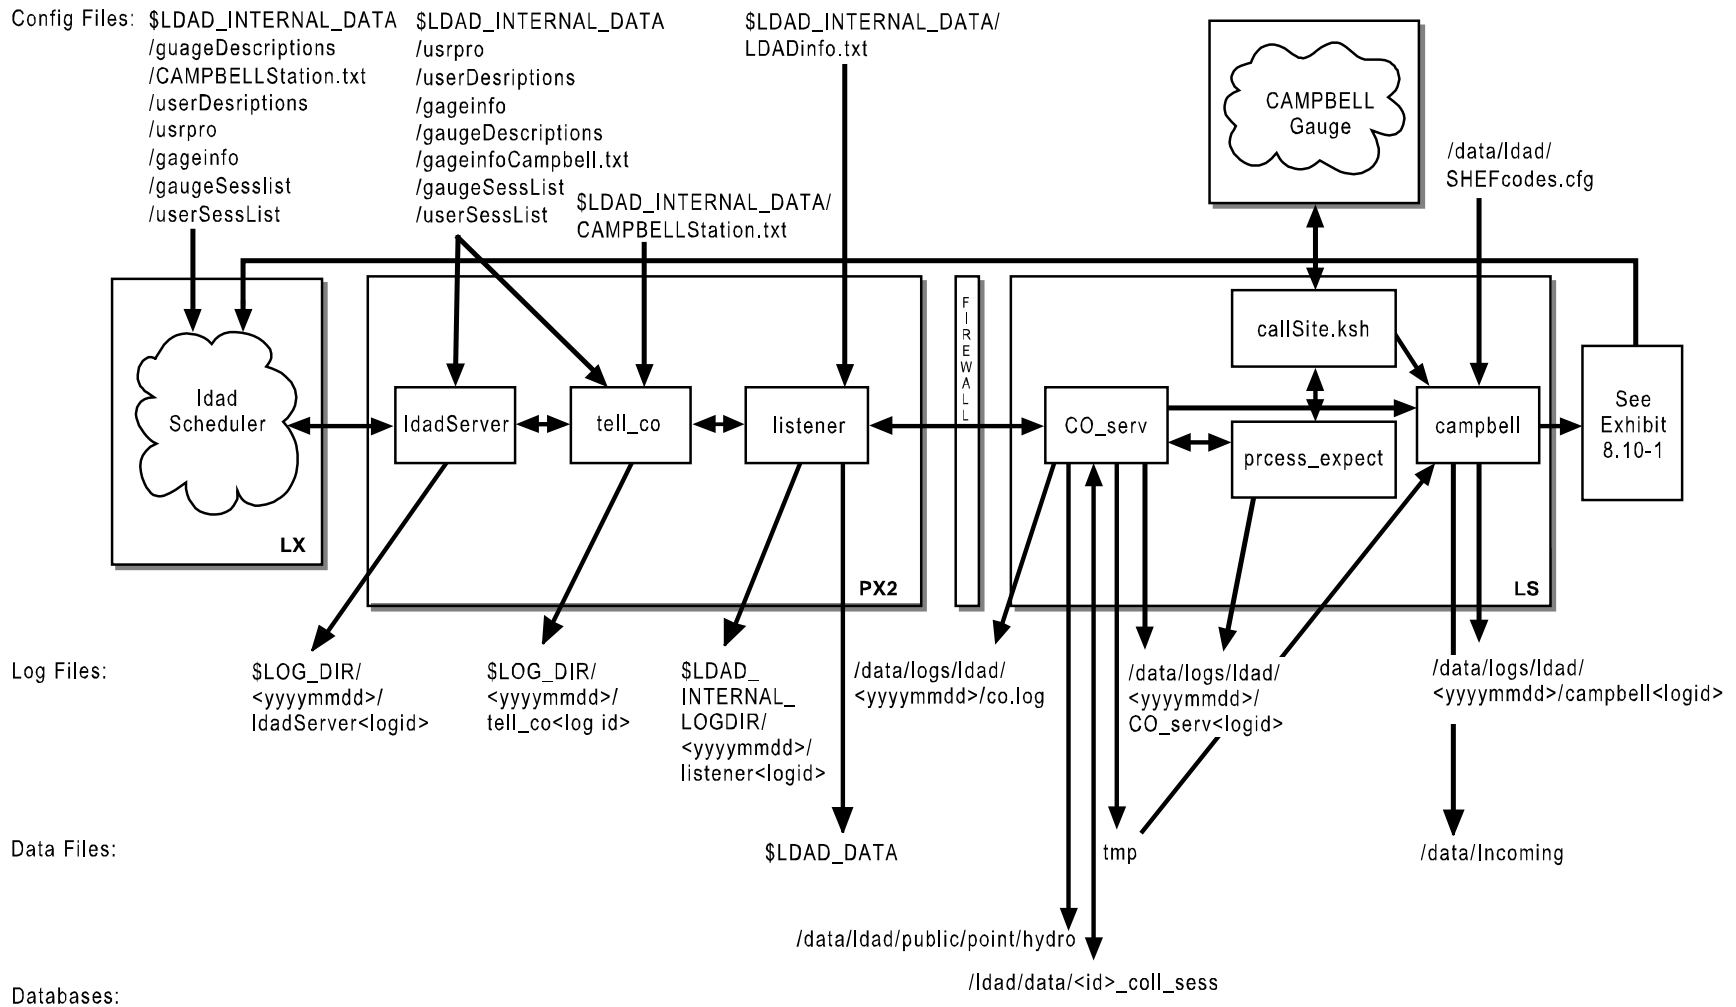 Config Files:
$LDAD_INTERNAL_DATA
/guageDescriptions
/CAMPBELLStation.txt
/userDesriptions
/usrpro
/gageinfo
/gaugeSesslist
/userSessList
$LDAD_INTERNAL_DATA
/usrpro
/userDesriptions
/gageinfo
/gaugeDescriptions
/gageinfoCampbell.txt
/gaugeSessList
/userSessList
$LDAD_INTERNAL_DATA/
CAMPBELLStation.txt
$LDAD_INTERNAL_DATA/
LDADinfo.txt
CAMPBELL
Gauge
/data/ldad/
SHEFcodes.cfg
ldad
Scheduler
LX
ldadServer
tell_co
listener
PX2
FIREWALL
callSite.ksh
CO_serv
prcess_expect
campbell
LS
See
Exhibit
8.10-1
Log Files:
$LOG_DIR/
<yyyymmdd>/
ldadServer<logid>
$LOG_DIR/
<yyyymmdd>/
tell_co<log id>
$LDAD_
INTERNAL_
LOGDIR/
<yyyymmdd>/
listener<logid>
/data/logs/ldad/
<yyyymmdd>/co.log
/data/logs/ldad/
<yyyymmdd>/
CO_serv<logid>
/data/logs/ldad/
<yyyymmdd>/campbell<logid>
Data Files:
$LDAD_DATA
tmp
/data/Incoming
/data/ldad/public/point/hydro
/ldad/data/<id>_coll_sess
Databases: